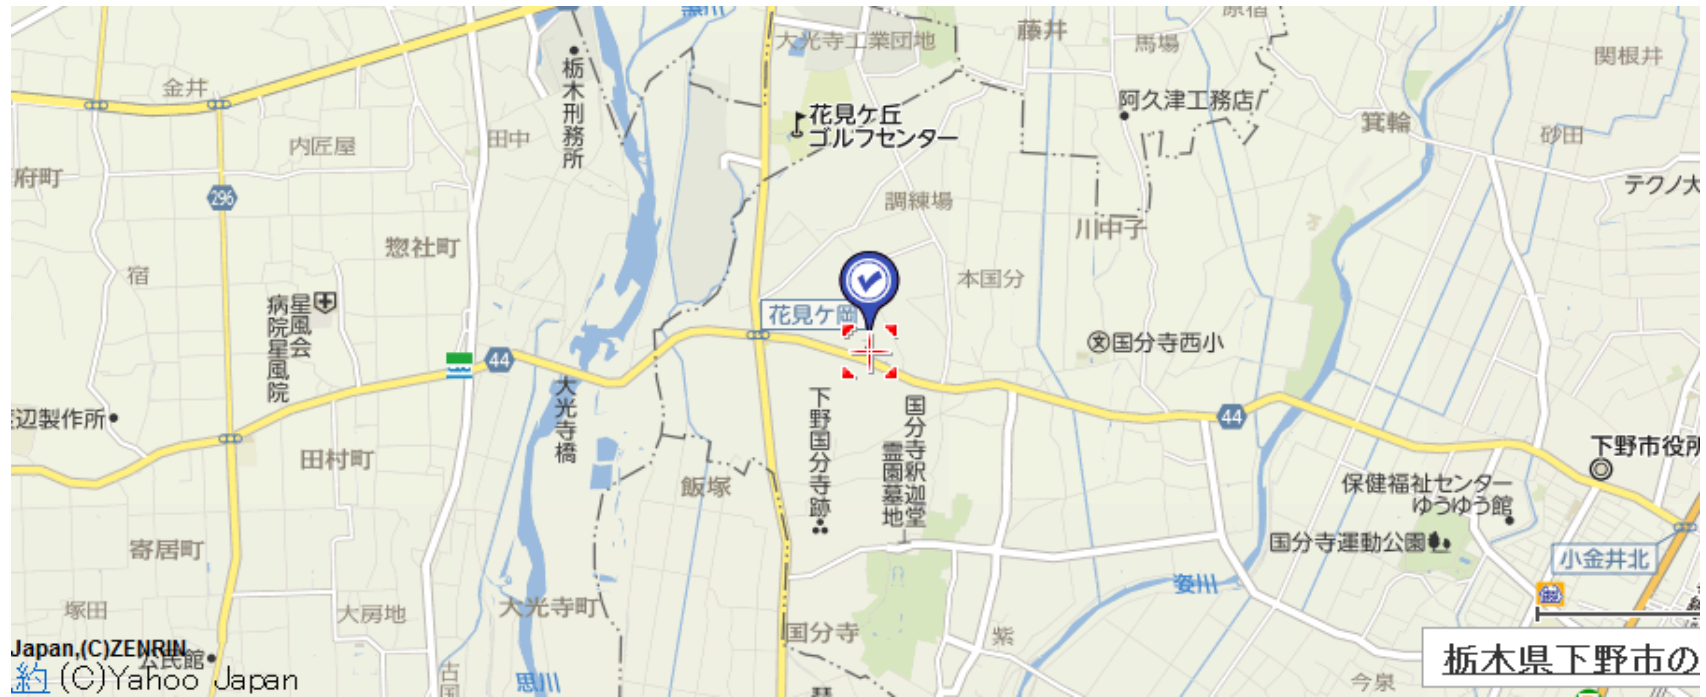 黒川
原宿
藤井
大光寺工業団地
馬場
関根井
金井
栃木刑務所
阿久津工務店
花見ケ丘
ゴルフセンター
箕輪
砂田
田中
内匠屋
府町
テクノ大
296
調練場
川中子
惣社町
宿
本国分
星風会
病院星風院
花見ケ岡
国分寺西小
44
大光寺橋
下野国分寺跡
国分寺釈迦堂
霊園墓地
44
辺製作所
下野市役所
田村町
飯塚
保健福祉センター
ゆうゆう館
寄居町
国分寺運動公園
小金井北
姿川
塚田
大房地
大光寺町
国分寺
紫
Japan,(C)ZENRIN
公民館
約 (C)Yahoo Japan
古国
思川
今泉
栃木県下野市の